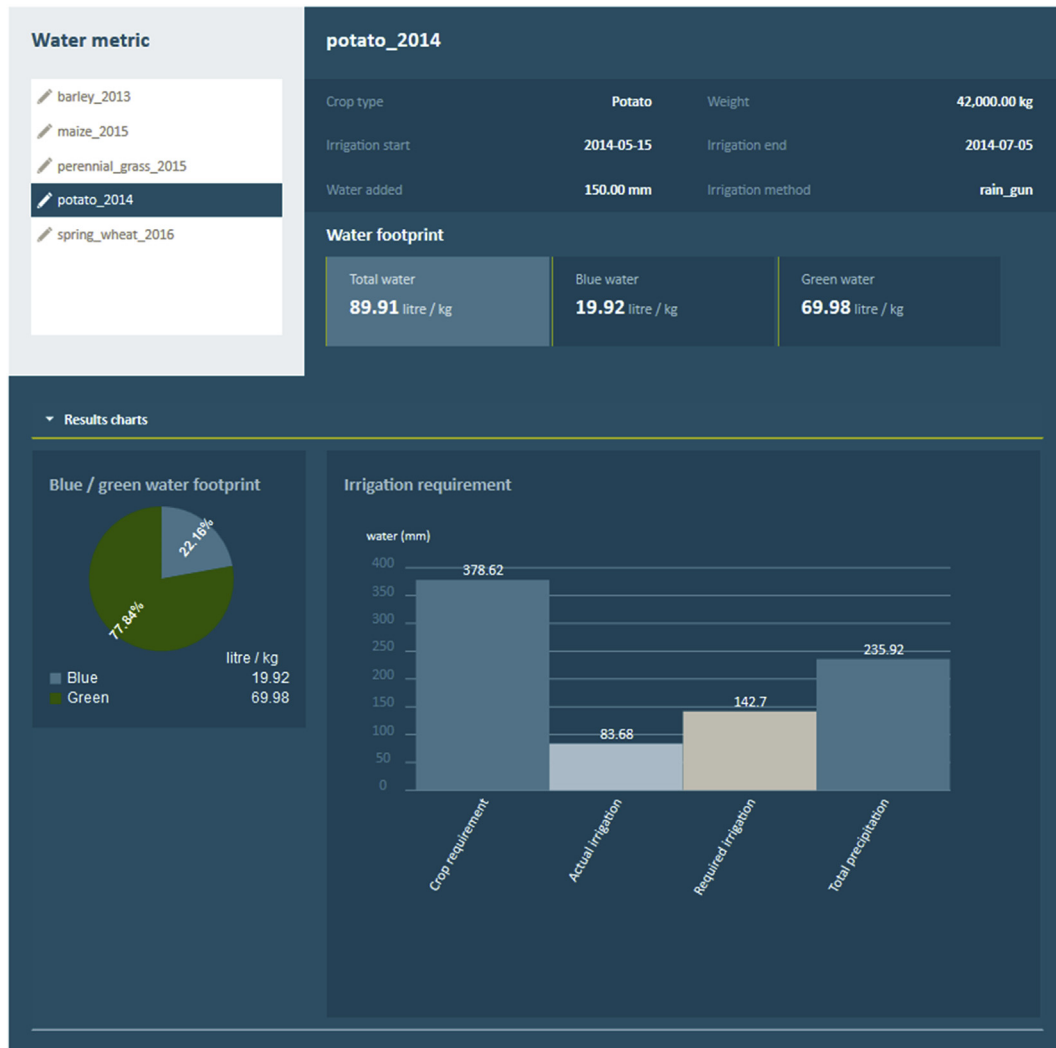 Water metric
barley_2013
maize_2015
perennial_grass_2015
potato_2014
spring_wheat_2016
potato_2014
Crop type Potato Weight 42,000.00 kg
Irrigation start 2014-05-15 Irrigation end 2014-07-05
Water added 150.00 mm Irrigation method rain_gun
Water footprint
Total water Blue water Green water
89.91 litre / kg 19.92 litre / kg 69.98 litre / kg
Results charts
Blue / green water footprint
22.16%
77.84%
litre / kg
Blue 19.92
Green 69.98
Irrigation requirement
water (mm)
400
350
300
250
200
150
100
50
0
378.62
83.68
142.7
235.92
Crop requirement
Actual irrigation
Required irrigation
Total precipitation